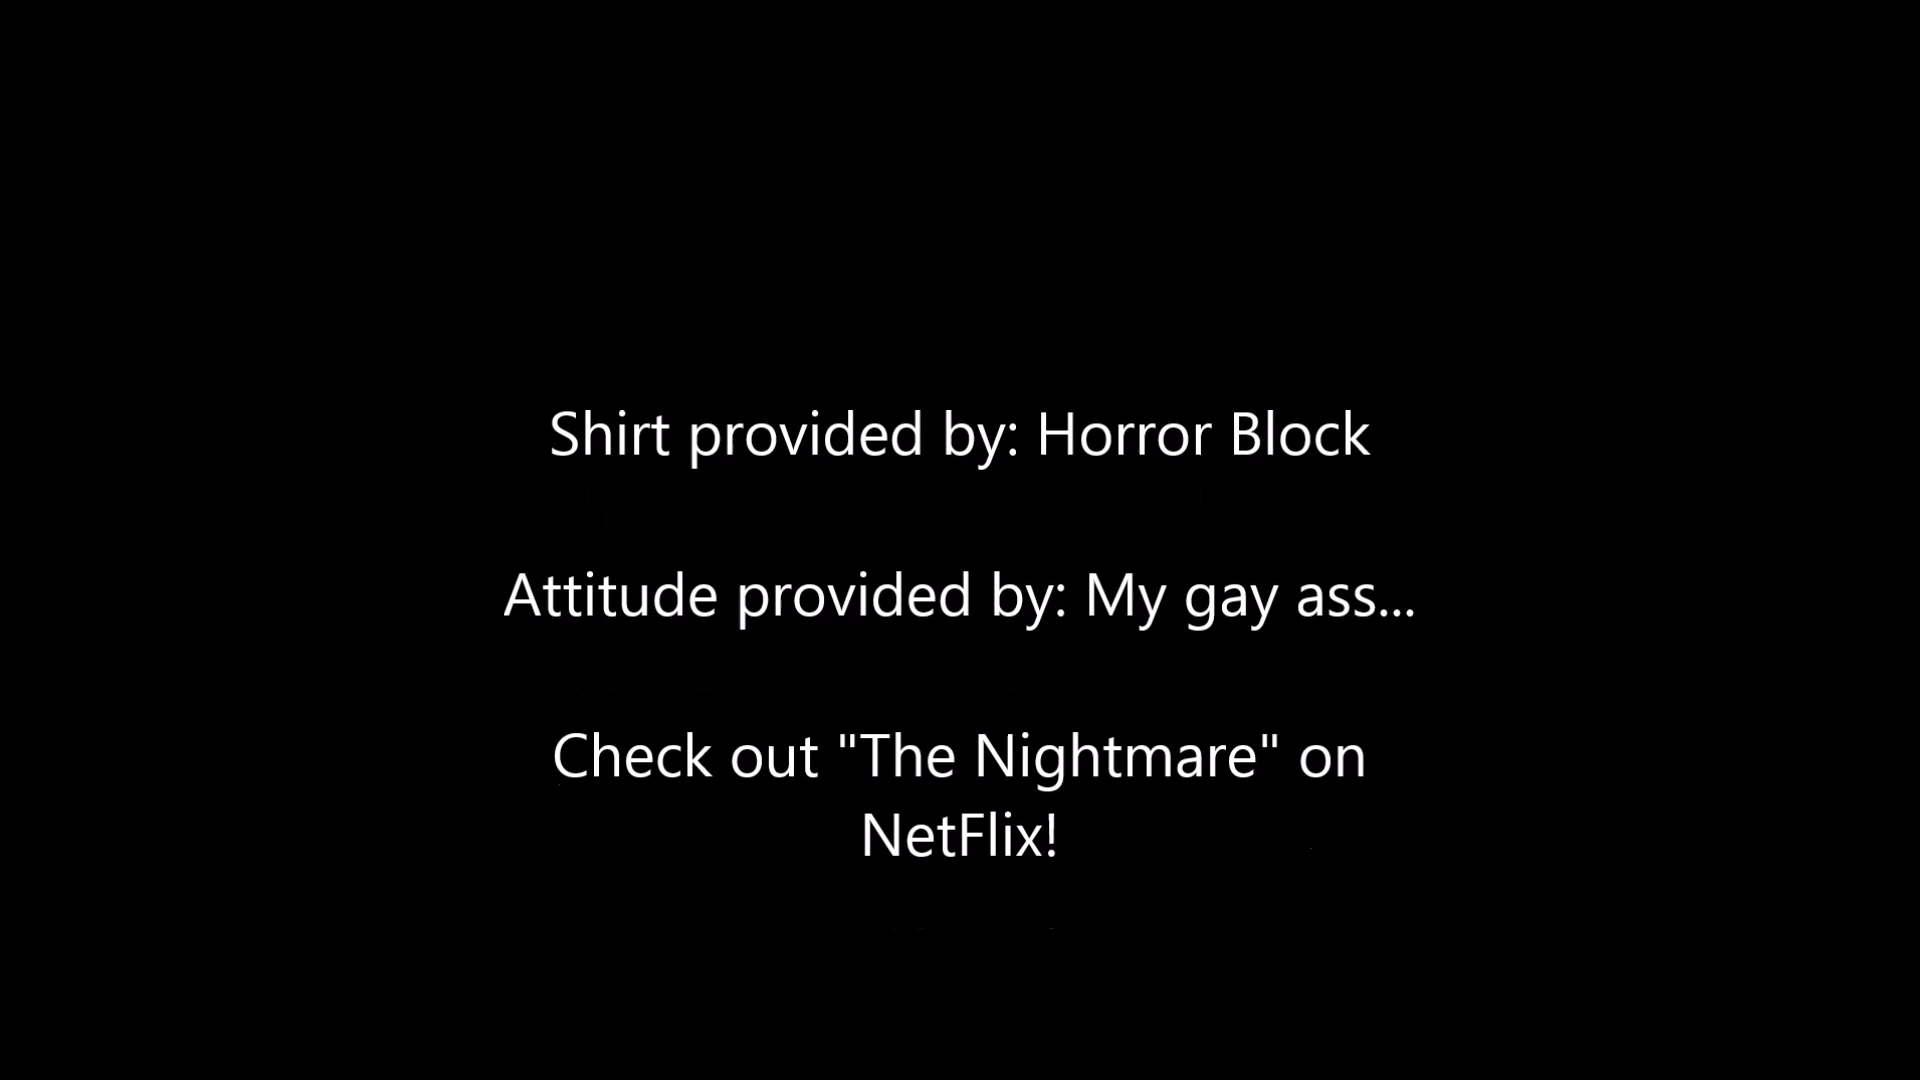 Shirt provided by: Horror Block
Attitude provided by: My gay ass...
Check out "The Nightmare" on
NetFlix!